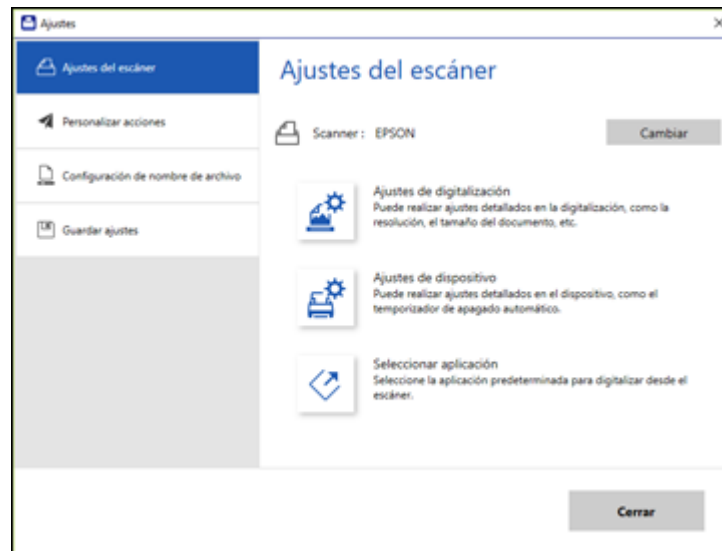 Ajustes
Ajustes del escáner
Personalizar acciones
Configuración de nombre de archivo
Guardar ajustes
Ajustes del escáner
Scanner : EPSON
Cambiar
Ajustes de digitalización
Puede realizar ajustes detallados en la digitalización, como la
resolución, el tamaño del documento, etc.
Ajustes de dispositivo
Puede realizar ajustes detallados en el dispositivo, como el
temporizador de apagado automático.
Seleccionar aplicación
Seleccione la aplicación predeterminada para digitalizar desde el
escáner.
Cerrar